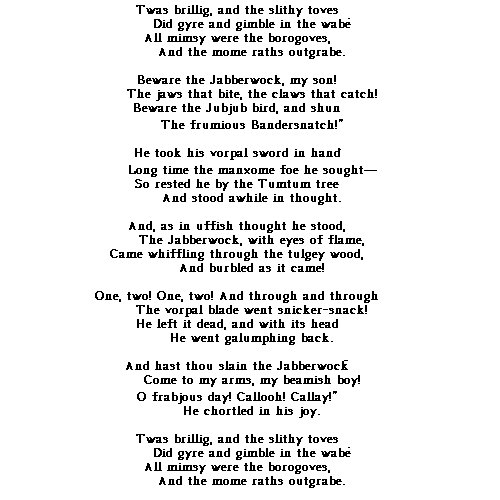 Twas brillig, and the slithy toves
Did gyre and gimble in the wabe
All mimsy were the borogoves,
And the mome raths outgrabe.
Beware the Jabberwock, my son!
The jaws that bite, the claws that catch!
Beware the Jubjub bird, and shun
The frumious Bandersnatch!"
He took his vorpal sword in hand
Long time the manxome foe he sought—
So rested he by the Tumtum tree
And stood awhile in thought.
And, as in uffish thought he stood,
The Jabberwock, with eyes of flame,
Came whiffling through the tulgey wood,
And burbled as it came!
One, two! One, two! And through and through
The vorpal blade went snicker-snack!
He left it dead, and with its head
He went galumphing back.
And hast thou slain the Jabberwock
Come to my arms, my beamish boy!
O frabjous day! Callooh! Callay!"
He chortled in his joy.
Twas brillig, and the slithy toves
Did gyre and gimble in the wabe
All mimsy were the borogoves,
And the mome raths outgrabe.